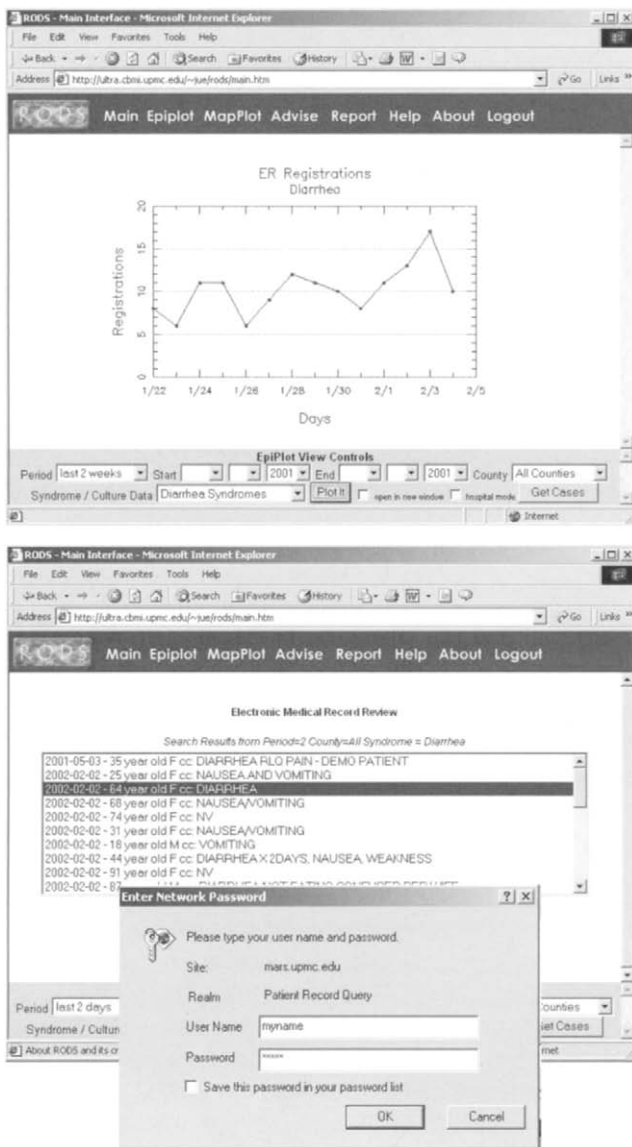 RODS - Main Interface - Microsoft Internet Explorer
File Edit View Favorites Tools Help
Back Search Favorites History
Address http://ultra.cbmi.upmc.edu/~jue/rods/main.htm Go Links »
RODS Main Epiplot MapPlot Advise Report Help About Logout
ER Registrations
Diarrhea
Registrations
20
15
10
5
0
1/22 1/24 1/26 1/28 1/30 2/1 2/3 2/5
Days
EpiPlot View Controls
Period last 2 weeks Start 2001 End 2001 County All Counties
Syndrome / Culture Data Diarrhea Syndromes Plot It open in new window hospital mode Get Cases
Internet
RODS - Main Interface - Microsoft Internet Explorer
File Edit View Favorites Tools Help
Back Search Favorites History
Address http://ultra.cbmi.upmc.edu/~jue/rods/main.htm Go Links »
RODS Main Epiplot MapPlot Advise Report Help About Logout
Electronic Medical Record Review
Search Results from Period=2 County=All Syndrome = Diarrhea
2001-05-03 - 35 year old F cc: DIARRHEA RLQ PAIN - DEMO PATIENT
2002-02-02 - 25 year old F cc: NAUSEA AND VOMITING
2002-02-02 - 64 year old F cc: DIARRHEA
2002-02-02 - 68 year old F cc: NAUSEA/VOMITING
2002-02-02 - 74 year old F cc: NV
2002-02-02 - 31 year old F cc: NAUSEA/VOMITING
2002-02-02 - 18 year old M cc: VOMITING
2002-02-02 - 44 year old F cc: DIARRHEA X 2DAYS, NAUSEA, WEAKNESS
2002-02-02 - 91 year old F cc: NV
2002-02-02 - 87
Enter Network Password
Please type your user name and password.
Site: mars.upmc.edu
Realm Patient Record Query
User Name myname
Password *****
Save this password in your password list
OK Cancel
Period last 2 days ounties
Syndrome / Cultur et Cases
About RODS and its cr rnet